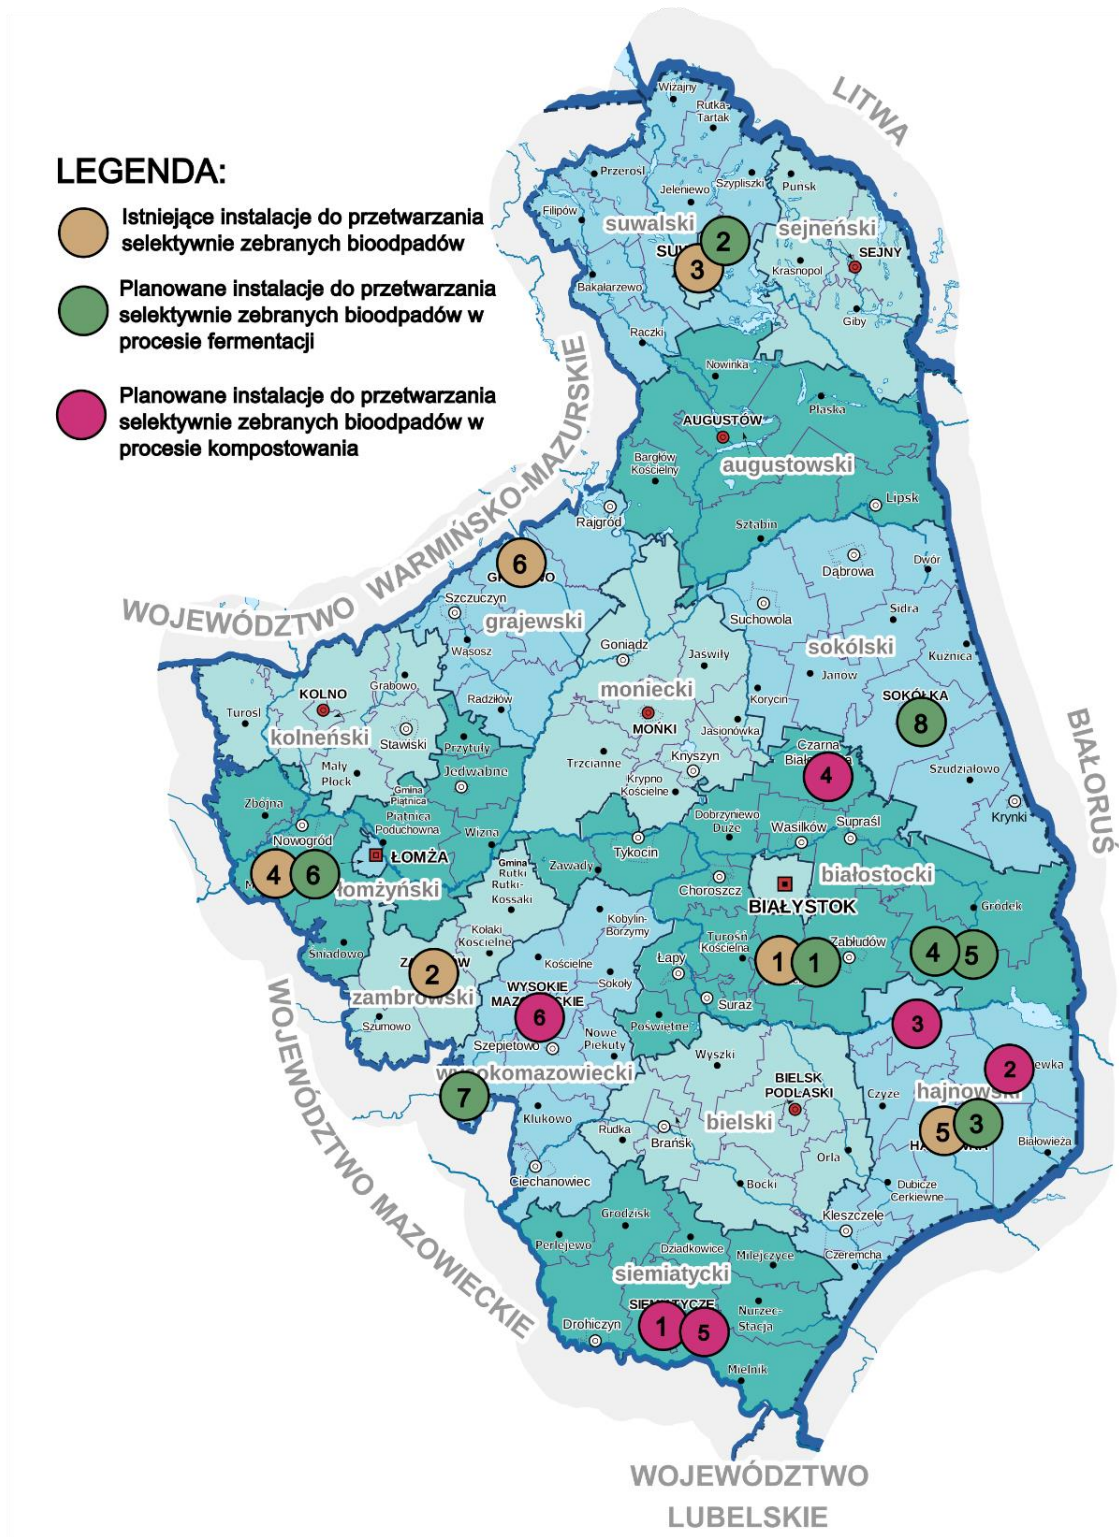 LEGENDA:
Istniejące instalacje do przetwarzania
selektywnie zebranych bioodpadów
Planowane instalacje do przetwarzania
selektywnie zebranych bioodpadów w
procesie fermentacji
Planowane instalacje do przetwarzania
selektywnie zebranych bioodpadów w
procesie kompostowania
LITWA
Wiżajny
Rutka-
Tartak
Przerośl
Jeleniewo
Szypliszki
Puńsk
Filipów
suwalski
2
sejneński
3
SEJNY
Krasnopol
Bakałarzewo
Giby
Raczki
Nowinka
Płaska
AUGUSTÓW
augustowski
Bargłów
Kościelny
Lipsk
Rajgród
Sztabin
WOJEWÓDZTWO WARMIŃSKO-MAZURSKIE
6
Szczuczyn
grajewski
Wąsosz
Radziłów
Dąbrowa
Dwór
Suchowola
Sidra
sokólski
Kuźnica
Janow
Korycin
SOKÓŁKA
8
Szudziałowo
Krynki
Goniądz
Jaświły
moniecki
MOŃKI
Jasionówka
Trzcianne
Knyszyn
Krypno
Kościelne
KOLNO
Grabowo
Turosl
kolneński
Stawiski
Mały
Płock
Przytuły
Jedwabne
Zbójna
Gmina
Piątnica
Piątnica
Poduchowna
Nowogród
Wizna
ŁOMŻA
4
6
łomżyński
Śniadowo
Czarna
4
Dobrzyniewo
Duże
Wasilków
Supraśl
Tykocin
Zawady
Choroszcz
białostocki
BIAŁYSTOK
Gródek
Turośń
Kościelna
Zabłudów
1
1
4
5
Łapy
Suraz
Poświętne
BIAŁORUŚ
Gmina
Rutki
Rutki-
Kossaki
Kołaki
Kościelne
2
zambrowski
Szumowo
Kobylin-
Borzymy
Kościelne
Sokoły
WYSOKIE
6
Szepietowo
Nowe
Piekuty
wysokomazowiecki
7
Klukowo
Ciechanowiec
WOJEWÓDZTWO MAZOWIECKIE
Wyszki
BIELSK
PODLASKI
bielski
Rudka
Brańsk
Orla
Bocki
3
2
Czyże
hajnowski
5
3
Białowieża
Dubicze
Cerkiewne
Kleszczele
Czeremcha
Grodzisk
Perlejewo
Dziadkowice
Milejczyce
siemiatycki
Nurzec-
Stacja
Drohiczyn
1
5
Mielnik
WOJEWÓDZTWO
LUBELSKIE